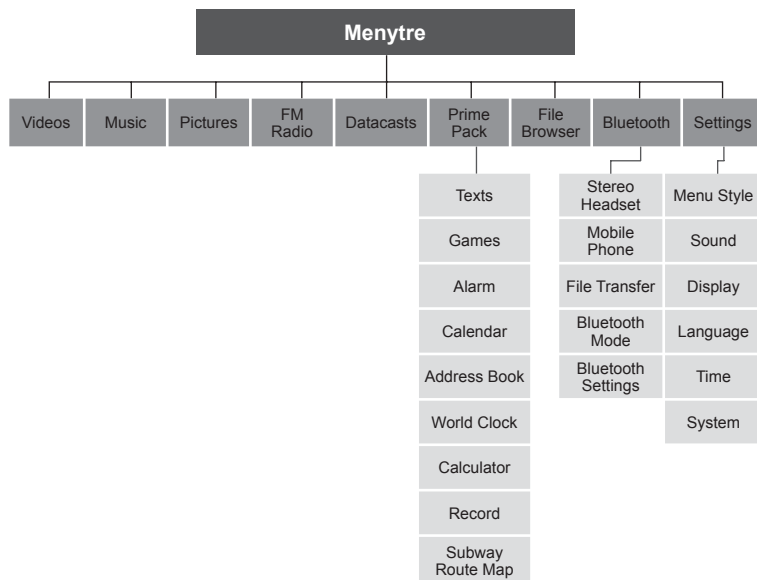 Menytre
Videos
Music
Pictures
FM
Radio
Datacasts
Prime
Pack
File
Browser
Bluetooth
Settings
Texts
Games
Alarm
Calendar
Address Book
World Clock
Calculator
Record
Subway
Route Map
Stereo
Headset
Mobile
Phone
File Transfer
Bluetooth
Mode
Bluetooth
Settings
Menu Style
Sound
Display
Language
Time
System